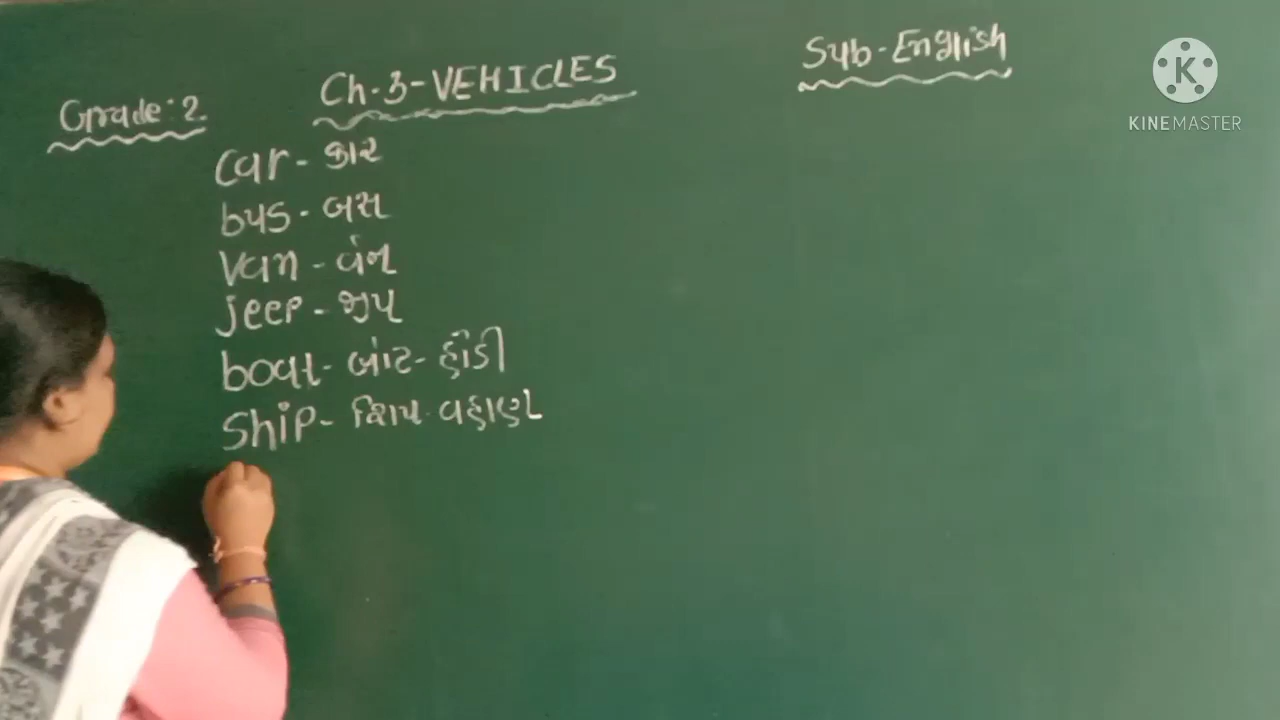 Sub-English
Ch-3-VEHICLES
Grade:2.
Car - કાર
bus - બસ
Van - વેન
jeep - જીપ
boat - બોટ - હોડી
Ship - શિપ - વહાણ
K
KINEMASTER